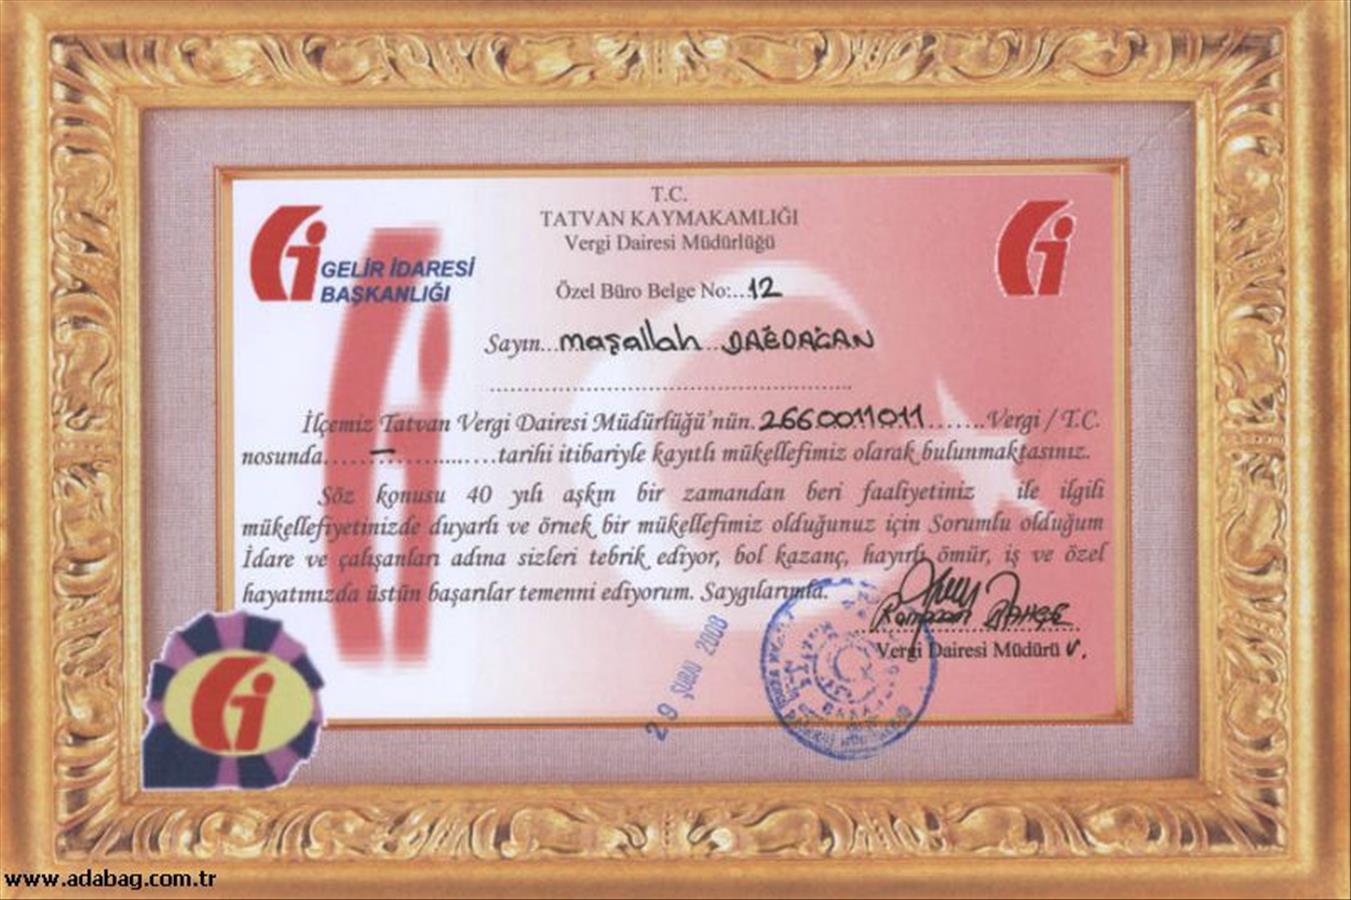 T.C.
TATVAN KAYMAKAMLIĞI
Vergi Dairesi Müdürlüğü
GELİR İDARESİ
BAŞKANLIĞI
Özel Büro Belge No:...12
Sayın...maşallah...DAĞDAĞAN
İlçemiz Tatvan Vergi Dairesi Müdürlüğü'nün.2660011011........Vergi / T.C.
nosunda........–..............tarihi itibariyle kayıtlı mükellefimiz olarak bulunmaktasınız.
Söz konusu 40 yılı aşkın bir zamandan beri faaliyetiniz ile ilgili
mükellefiyetinizde duyarlı ve örnek bir mükellefimiz olduğunuz için Sorumlu olduğum
İdare ve çalışanları adına sizleri tebrik ediyor, bol kazanç, hayırlı ömür, iş ve özel
hayatınızda üstün başarılar temenni ediyorum. Saygılarımla.
29 ŞUBAT 2008
Ramazan BAHÇE
Vergi Dairesi Müdürü V.
www.adabag.com.tr